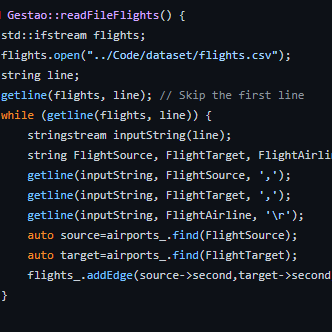 Gestao::readFileFlights() {
std::ifstream flights;
flights.open("../Code/dataset/flights.csv");
string line;
getline(flights, line); // Skip the first line
while (getline(flights, line)) {
stringstream inputString(line);
string FlightSource, FlightTarget,
getline(inputString, FlightSource, ',');
getline(inputString, FlightTarget, ',');
getline(inputString, FlightAirline, '\r');
auto source=airports_.find(FlightSource);
auto target=airports_.find(FlightTarget);
flights_.addEdge(source->second,target->second
}